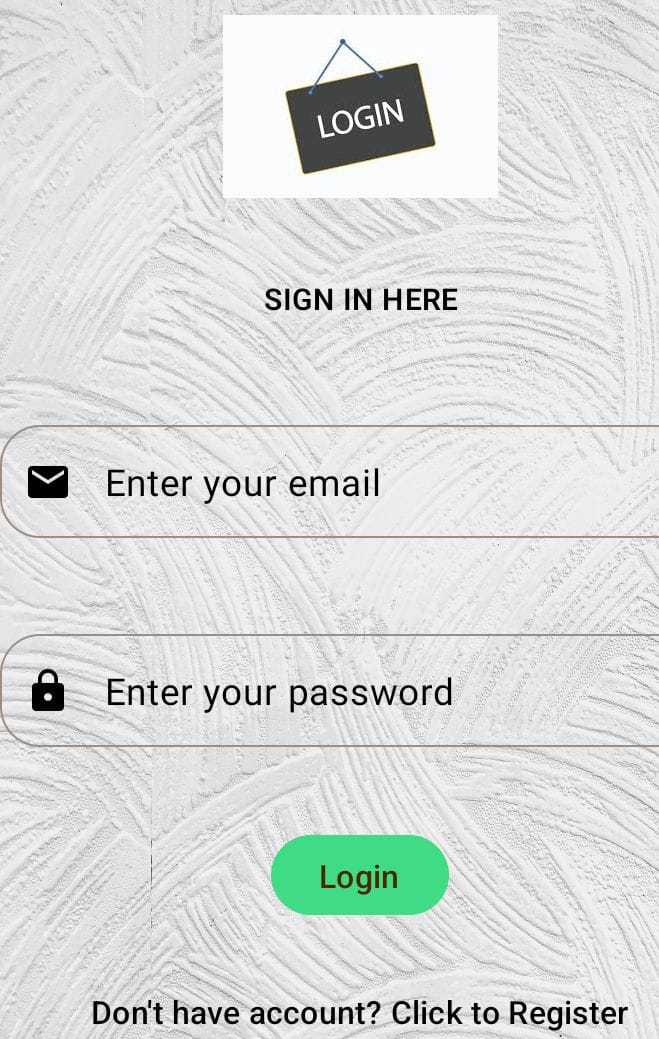 LOGIN
SIGN IN HERE
Enter your email
Enter your password
Login
Don't have account? Click to Register